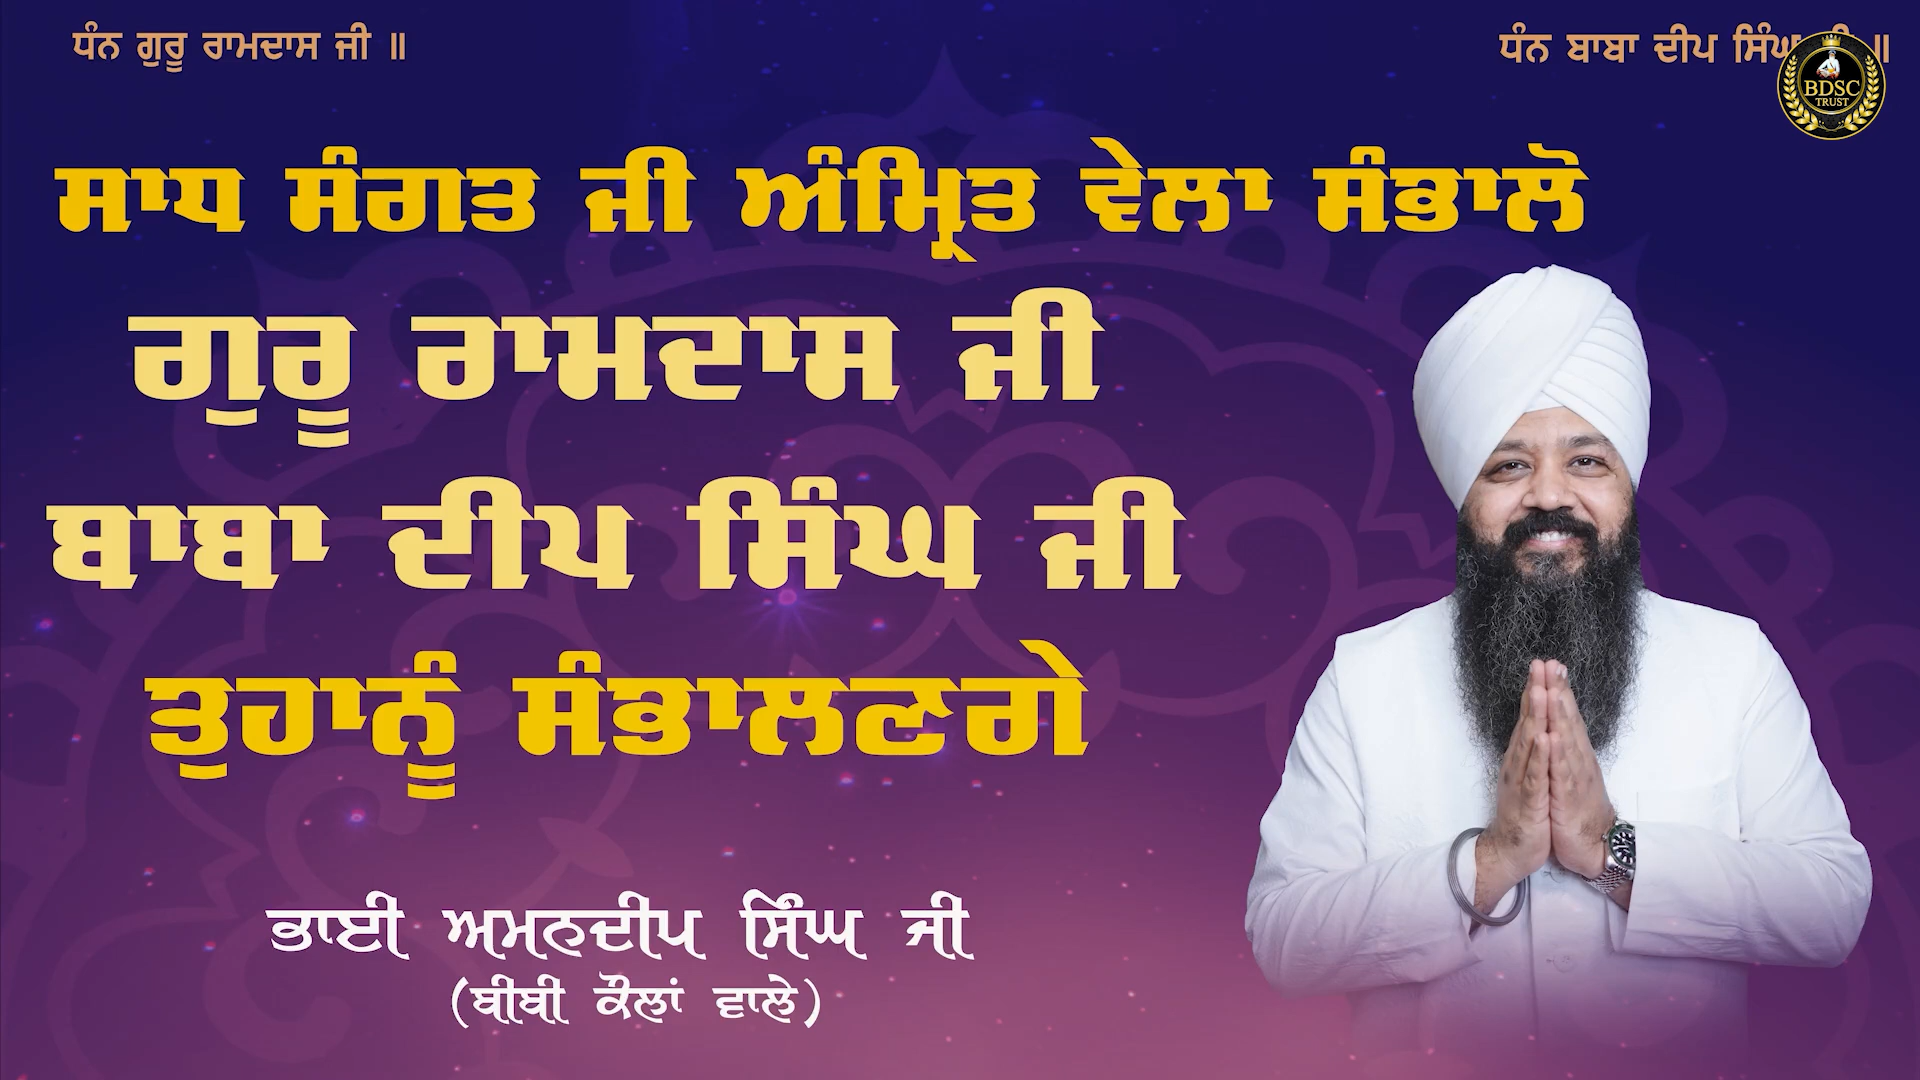 ਧੰਨ ਗੁਰੂ ਰਾਮਦਾਸ ਜੀ ॥
ਧੰਨ ਬਾਬਾ ਦੀਪ ਸਿੰਘ ॥
BDSC
TRUST
ਸਾਧ ਸੰਗਤ ਜੀ ਅੰਮ੍ਰਿਤ ਵੇਲਾ ਸੰਭਾਲੋ
ਗੁਰੂ ਰਾਮਦਾਸ ਜੀ
ਬਾਬਾ ਦੀਪ ਸਿੰਘ ਜੀ
ਤੁਹਾਨੂੰ ਸੰਭਾਲਣਗੇ
ਭਾਈ ਅਮਨਦੀਪ ਸਿੰਘ ਜੀ
(ਬੀਬੀ ਕੌਲਾਂ ਵਾਲੇ)